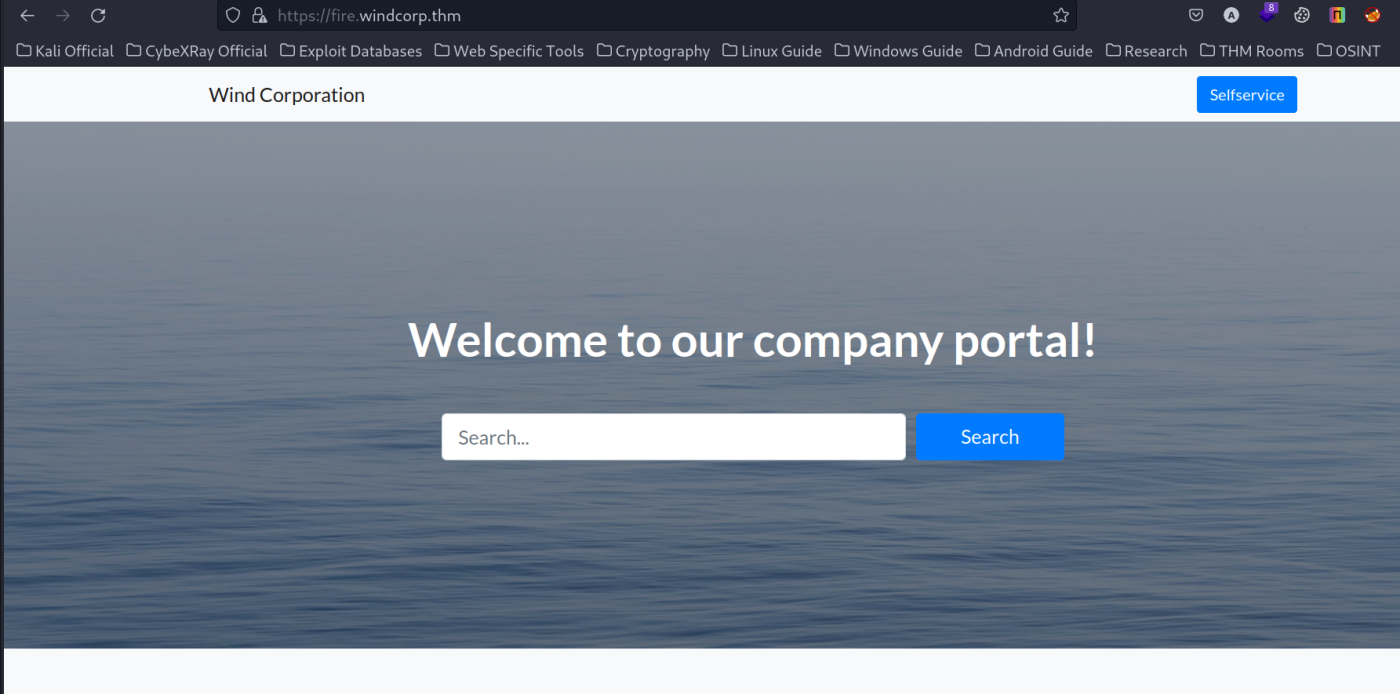 https://fire.windcorp.thm
A
8
n
Kali Official CybeXRay Official Exploit Databases Web Specific Tools Cryptography Linux Guide Windows Guide Android Guide Research THM Rooms OSINT
Wind Corporation Selfservice
Welcome to our company portal!
Search... Search